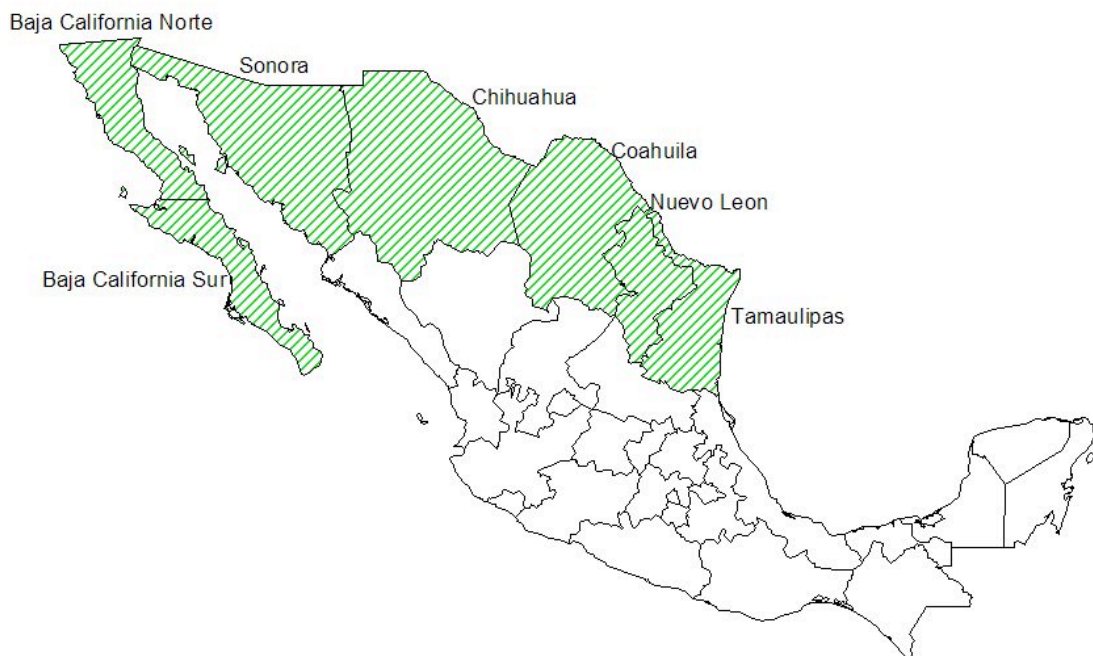 Baja California Norte
Sonora
Chihuahua
Coahuila
Nuevo Leon
Baja California Sur
Tamaulipas